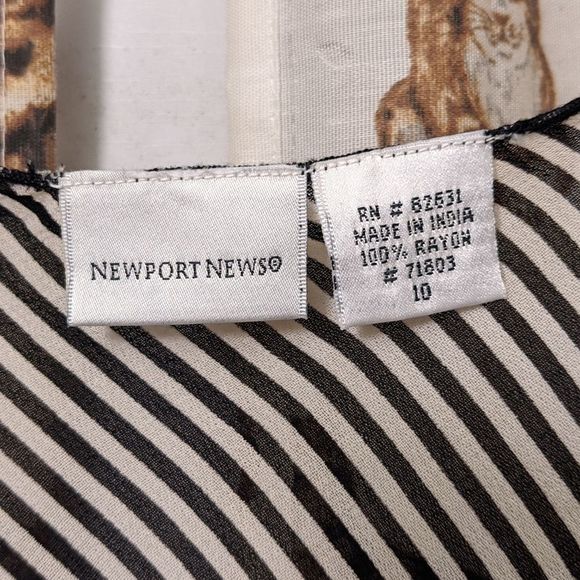 NEWPORT NEWS®
RN # 82631
MADE IN INDIA
100% RAYON
# 71803
10